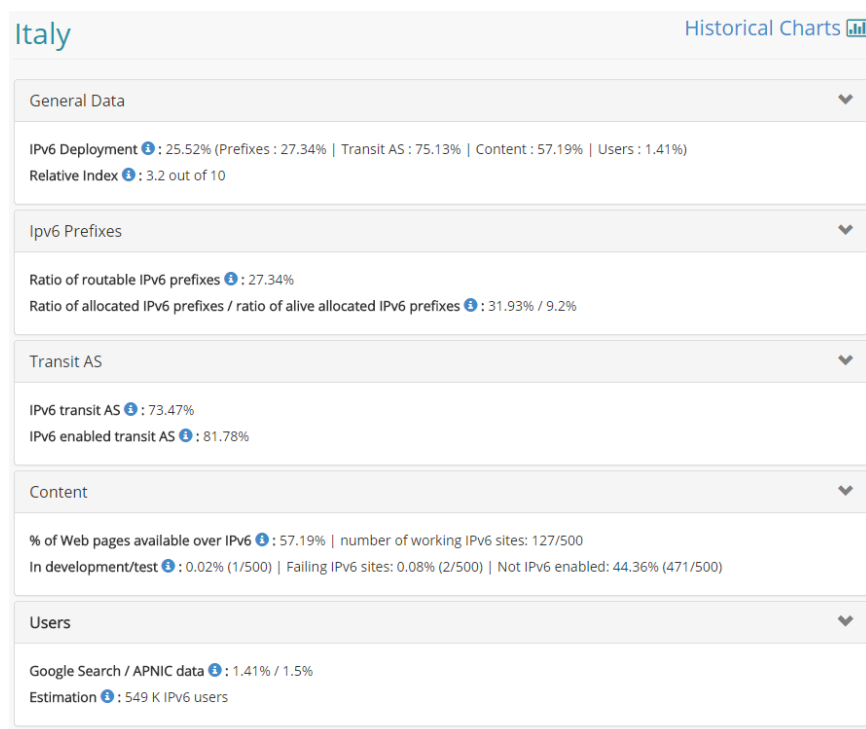 Italy
Historical Charts
General Data
IPv6 Deployment : 25.52% (Prefixes : 27.34% | Transit AS : 75.13% | Content : 57.19% | Users : 1.41%)
Relative Index : 3.2 out of 10
Ipv6 Prefixes
Ratio of routable IPv6 prefixes : 27.34%
Ratio of allocated IPv6 prefixes / ratio of alive allocated IPv6 prefixes : 31.93% / 9.2%
Transit AS
IPv6 transit AS : 73.47%
IPv6 enabled transit AS : 81.78%
Content
% of Web pages available over IPv6 : 57.19% | number of working IPv6 sites: 127/500
In development/test : 0.02% (1/500) | Failing IPv6 sites: 0.08% (2/500) | Not IPv6 enabled: 44.36% (471/500)
Users
Google Search / APNIC data : 1.41% / 1.5%
Estimation : 549 K IPv6 users